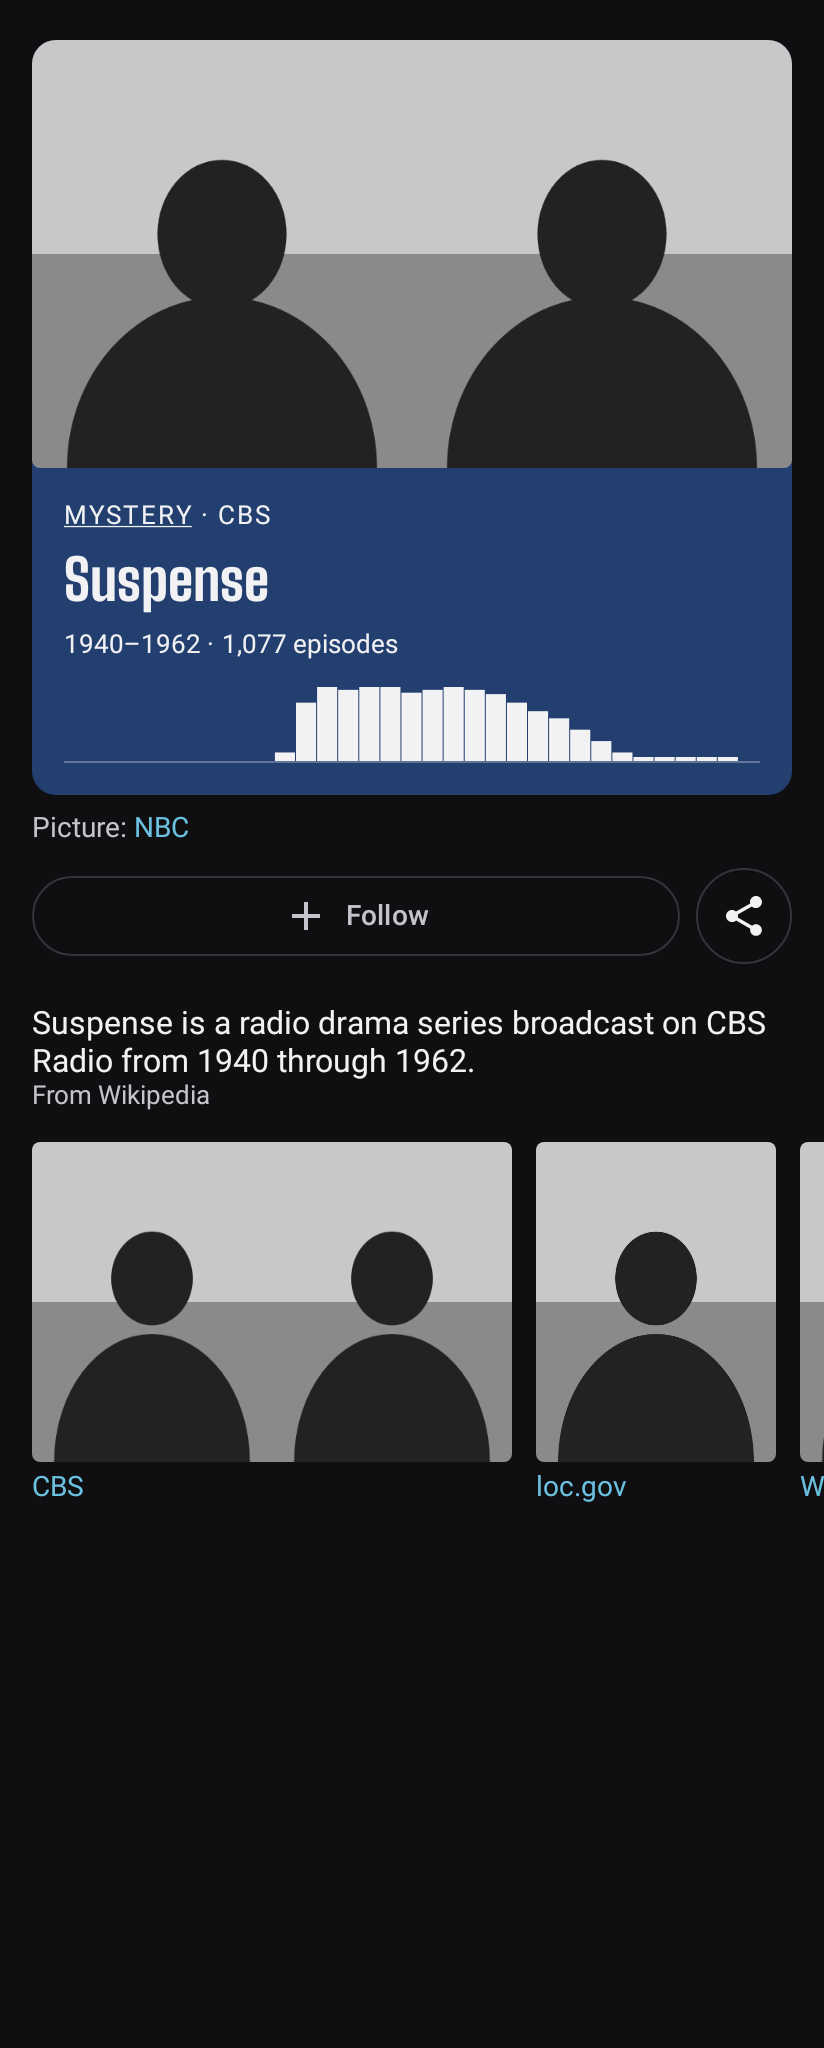 MYSTERY · CBS
Suspense
1940–1962 · 1,077 episodes
Picture: NBC
Follow
Suspense is a radio drama series broadcast on CBS
Radio from 1940 through 1962.
From Wikipedia
CBS
loc.gov